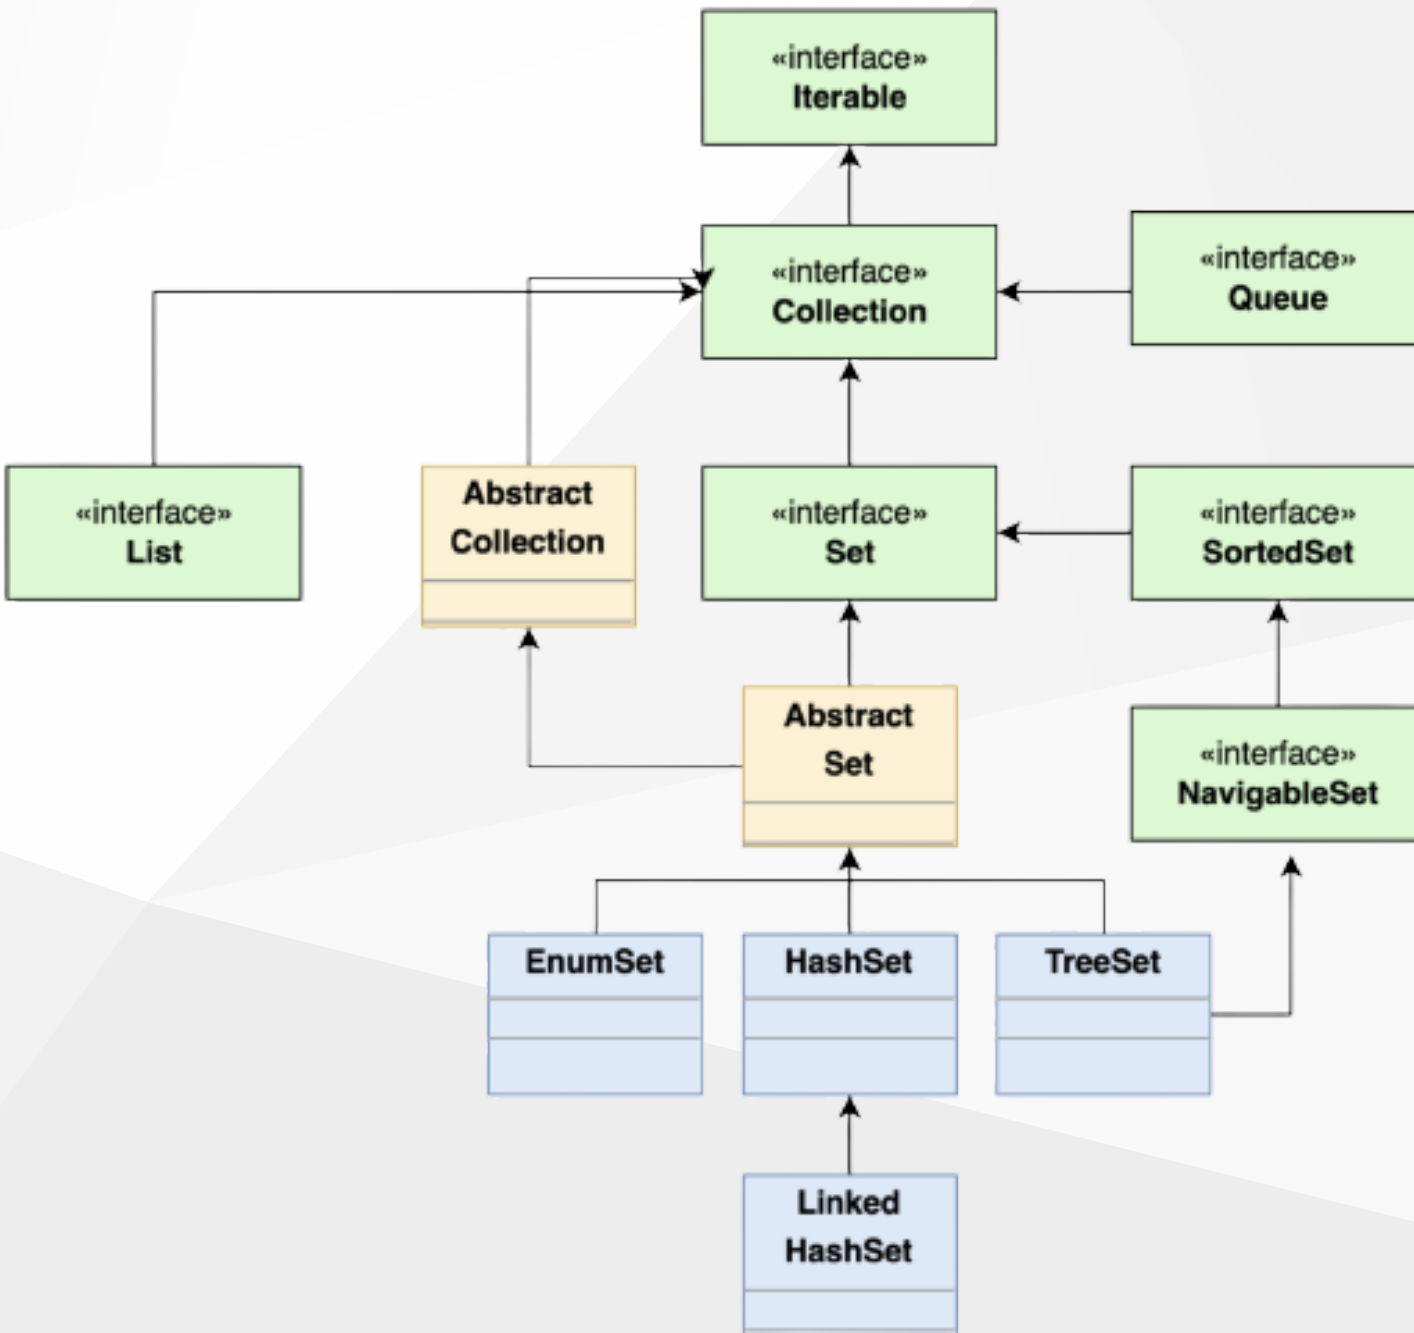 «interface»
Iterable
«interface»
Collection
«interface»
Queue
«interface»
List
Abstract
Collection
«interface»
Set
«interface»
SortedSet
Abstract
Set
«interface»
NavigableSet
EnumSet
HashSet
TreeSet
Linked
HashSet